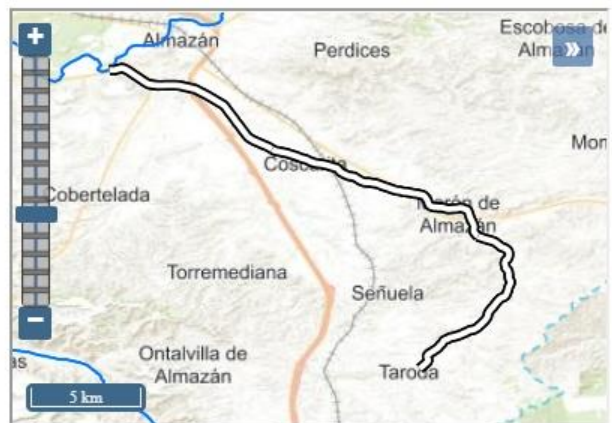 Escobosa de
Almazán
Almazán
Perdices
»
+
Coscurita
Mon
Morón de
Almazán
Cobertelada
Torremediana
Señuela
as
Ontalvilla de
Almazán
Taroda
−
5 km